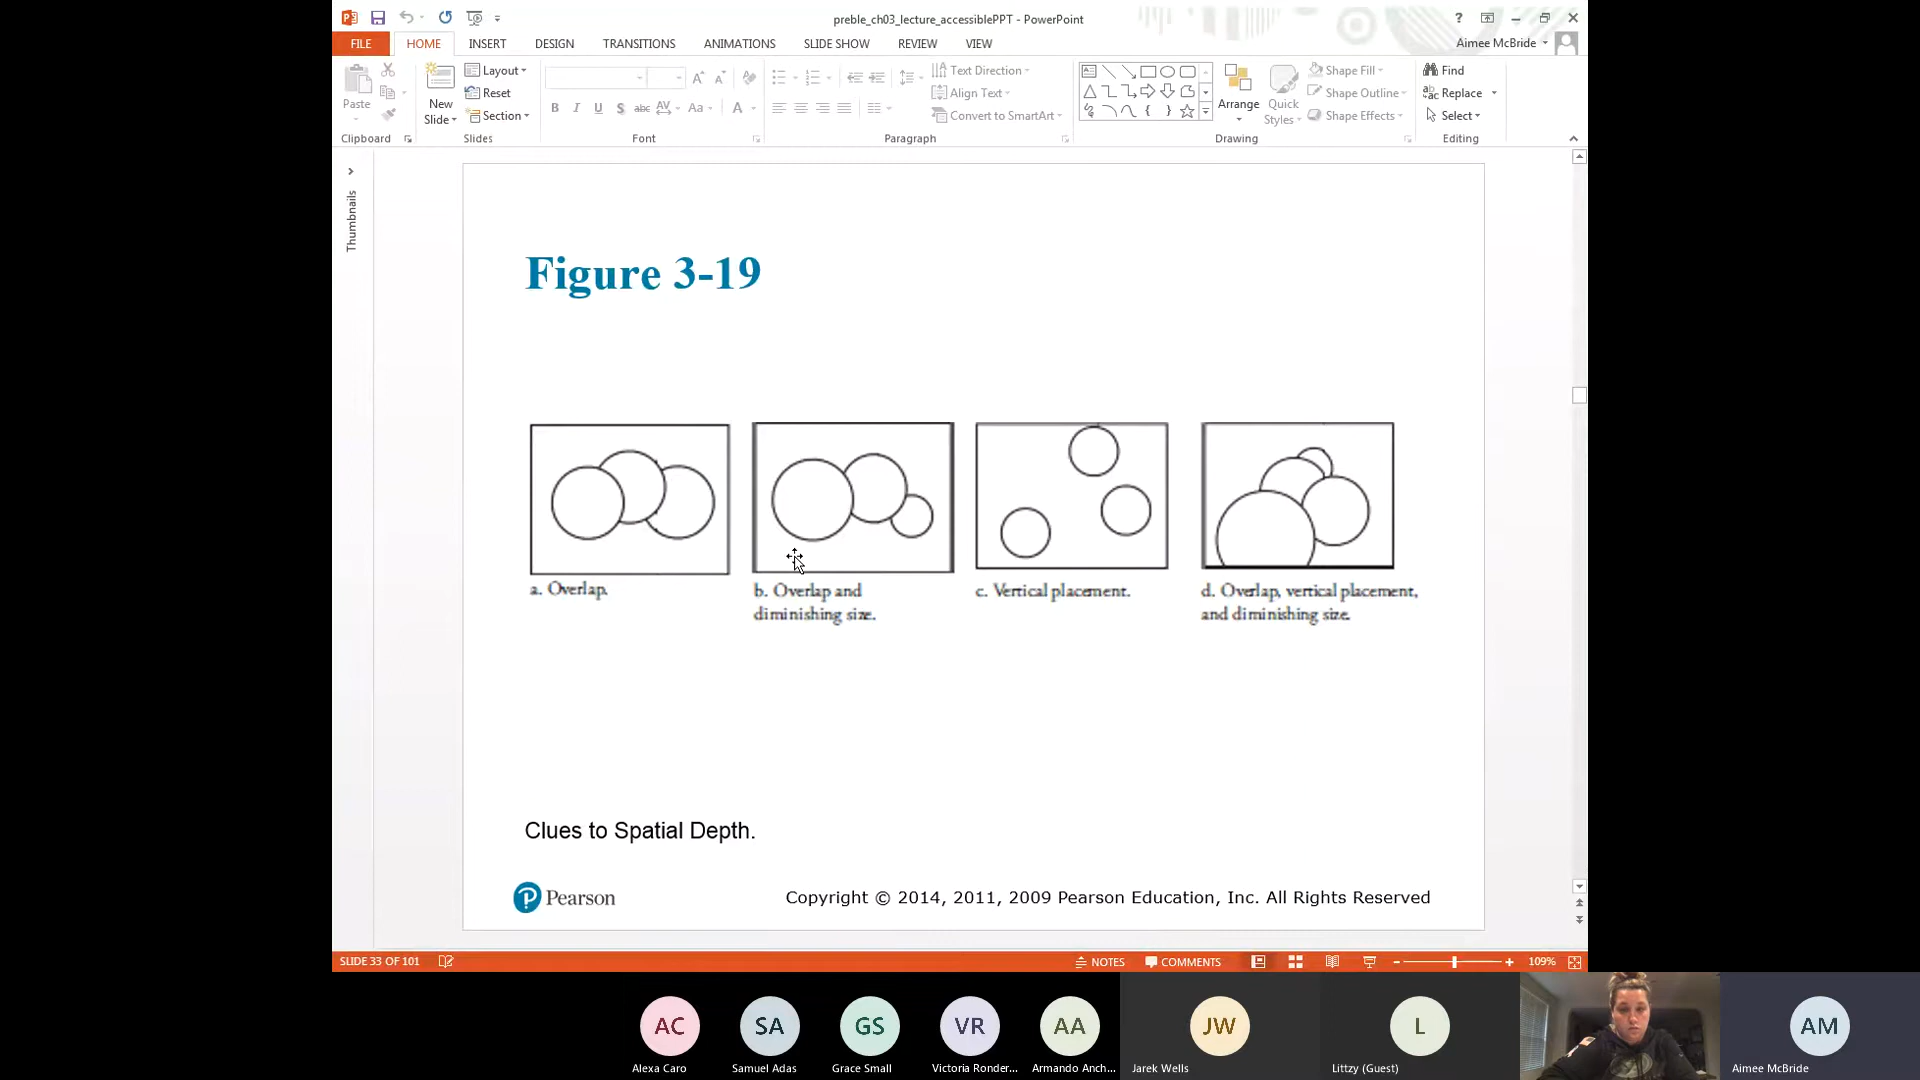 preble_ch03_lecture_accessiblePPT - PowerPoint
FILE HOME INSERT DESIGN TRANSITIONS ANIMATIONS SLIDE SHOW REVIEW VIEW
Aimee McBride
Paste
Clipboard
New Slide
Layout
Reset
Section
Slides
B I U S abc AV Aa A
Font
Text Direction
Align Text
Convert to SmartArt
Paragraph
Arrange
Quick Styles
Shape Fill
Shape Outline
Shape Effects
Drawing
Find
Replace
Select
Editing
Thumbnails
Figure 3-19
a. Overlap.
b. Overlap and
diminishing size.
c. Vertical placement.
d. Overlap, vertical placement,
and diminishing size.
Clues to Spatial Depth.
Pearson
Copyright © 2014, 2011, 2009 Pearson Education, Inc. All Rights Reserved
SLIDE 33 OF 101
NOTES COMMENTS 109%
AC SA GS VR AA JW L AM
Alexa Caro Samuel Adas Grace Small Victoria Ronder... Armando Anch... Jarek Wells Littzy (Guest) Aimee McBride